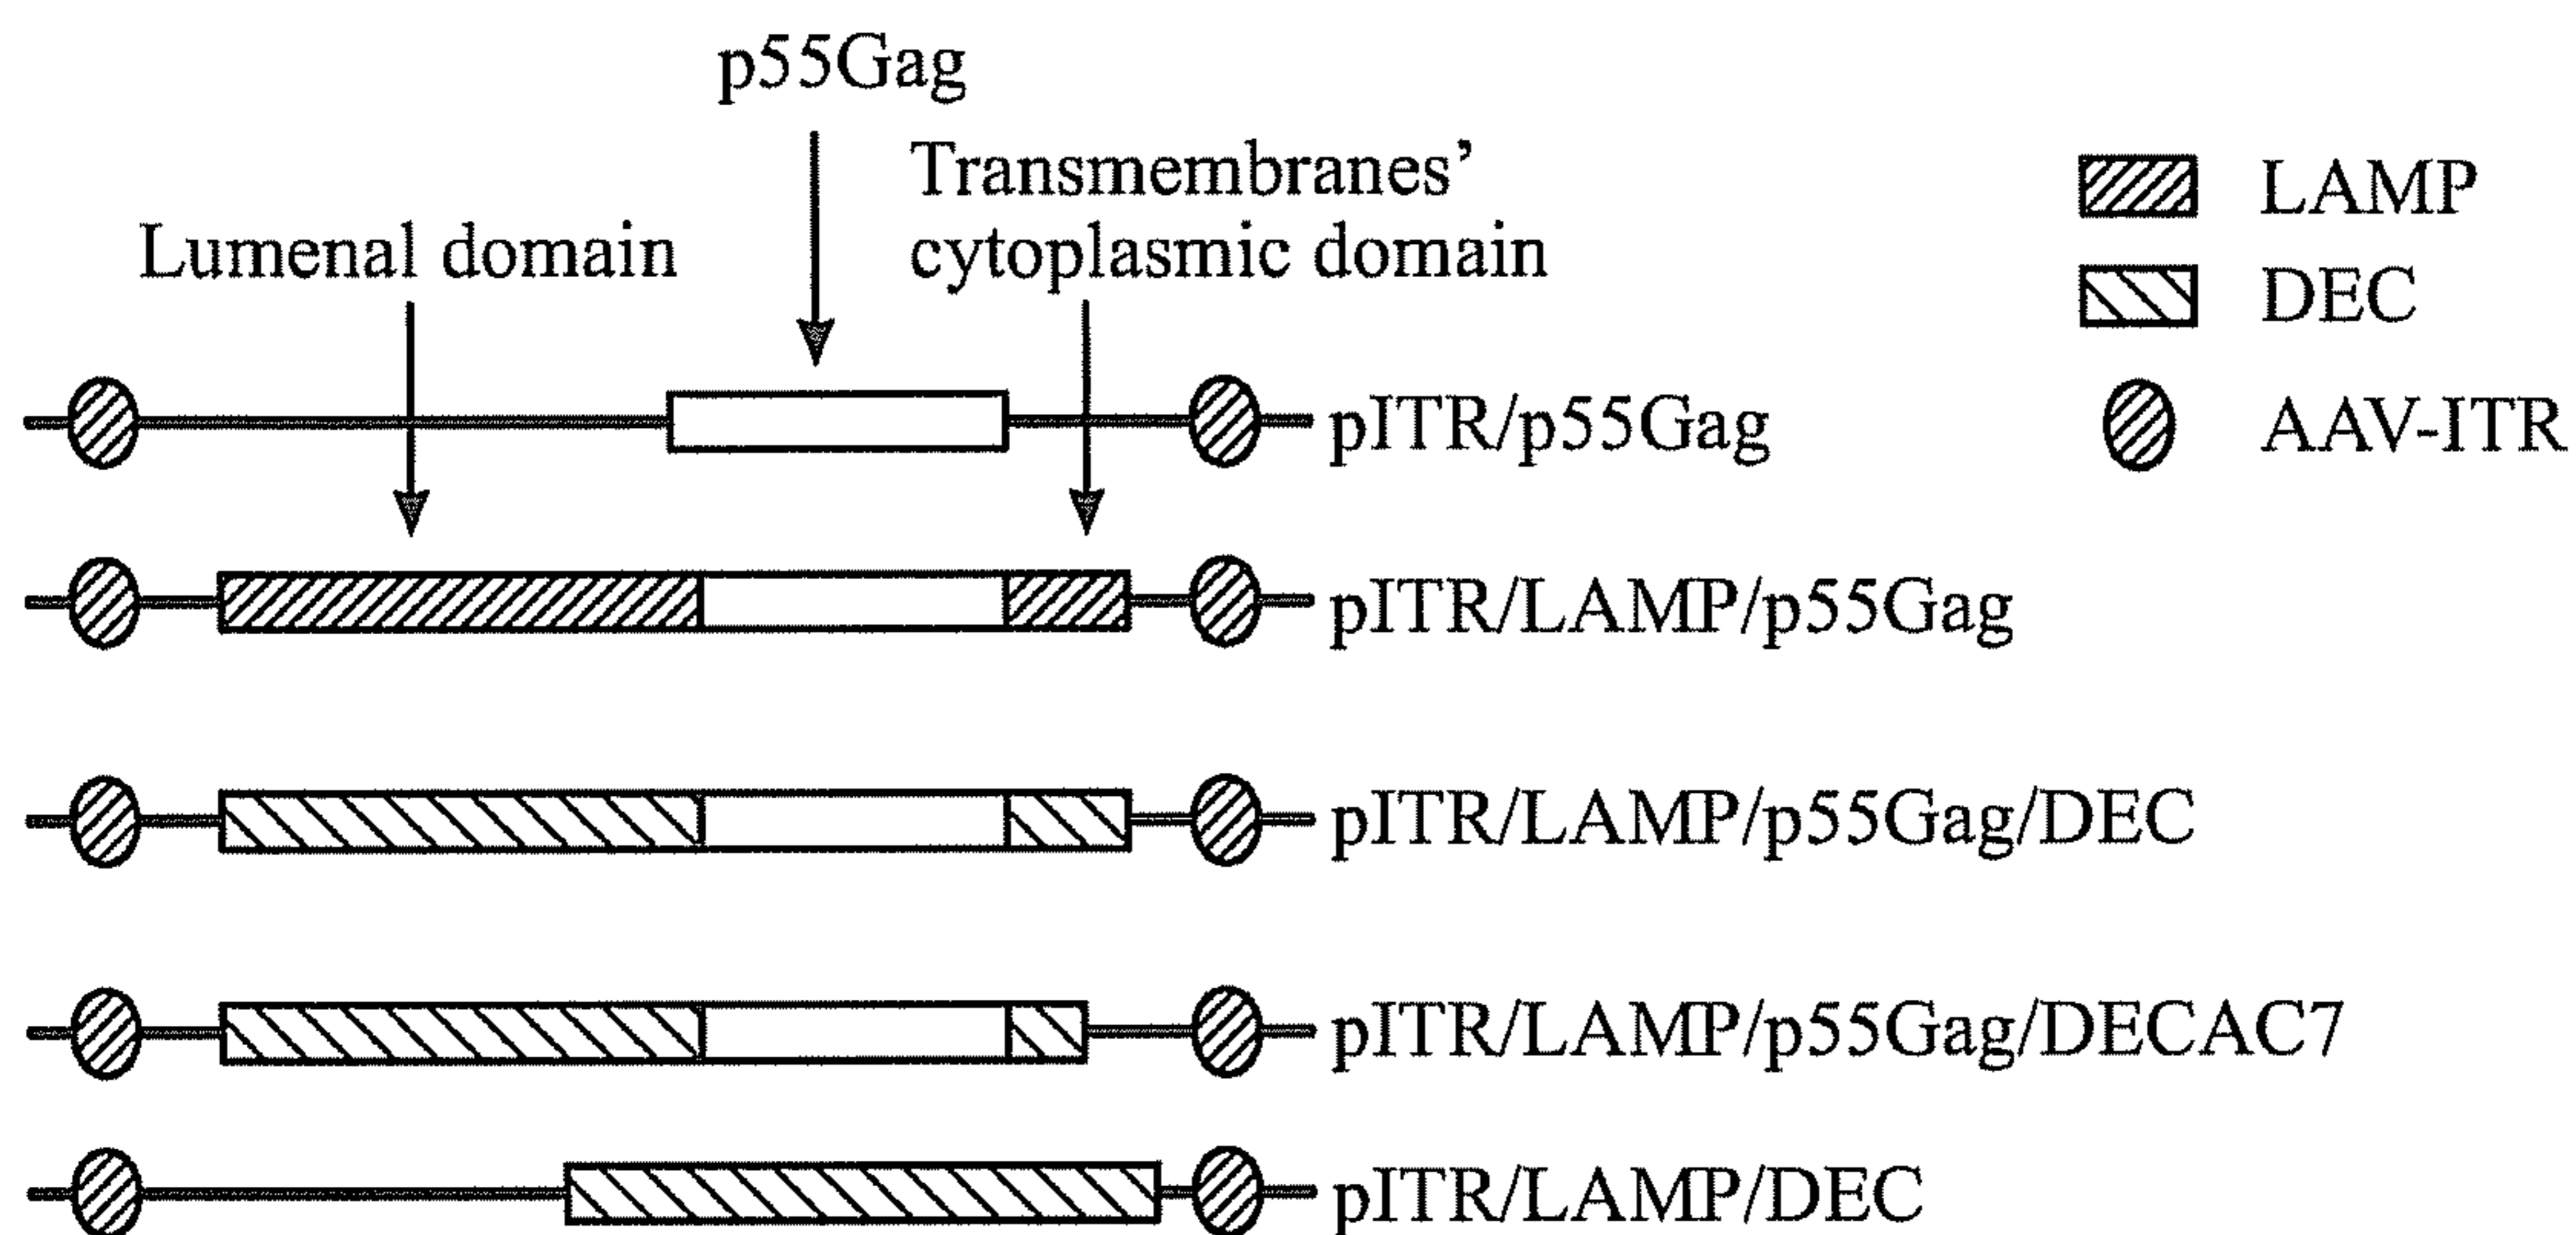 p55Gag
Transmembranes’
cytoplasmic domain
Lumenal domain
LAMP
DEC
AAV-ITR
pITR/p55Gag
pITR/LAMP/p55Gag
pITR/LAMP/p55Gag/DEC
pITR/LAMP/p55Gag/DECAC7
pITR/LAMP/DEC